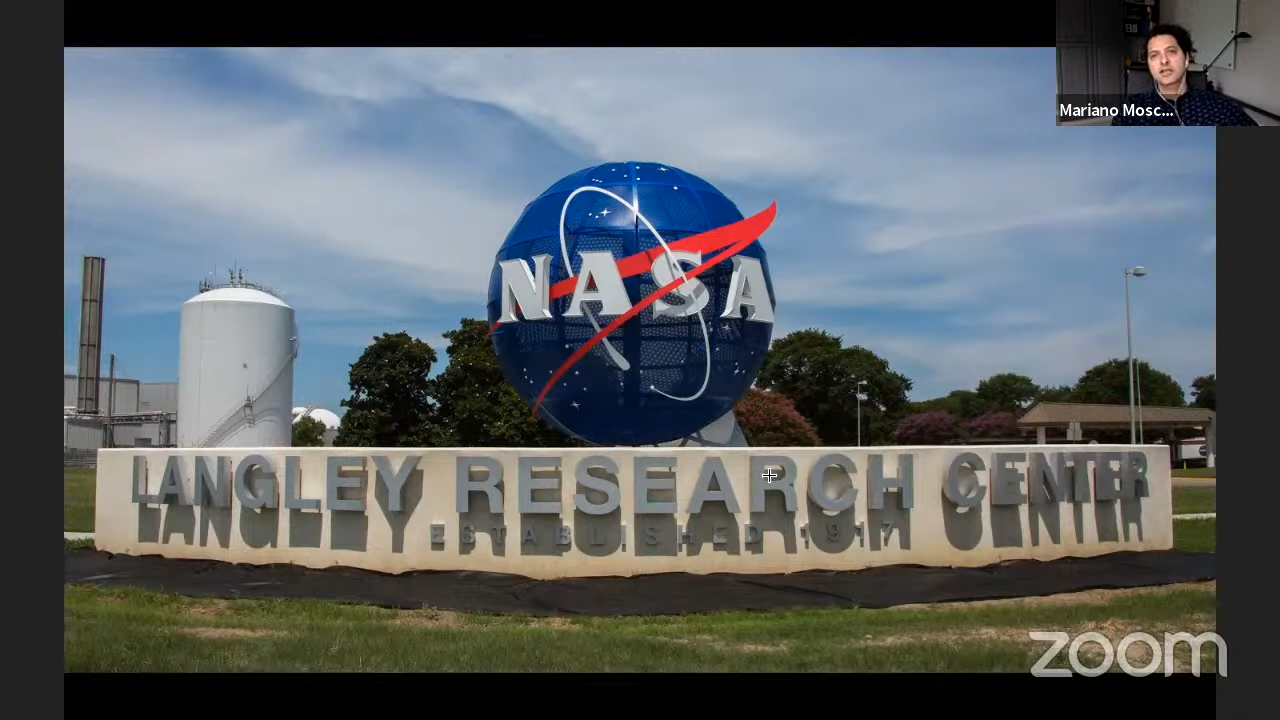 Mariano Mosc...
NASA
LANGLEY RESEARCH CENTER
ESTABLISHED 1917
zoom